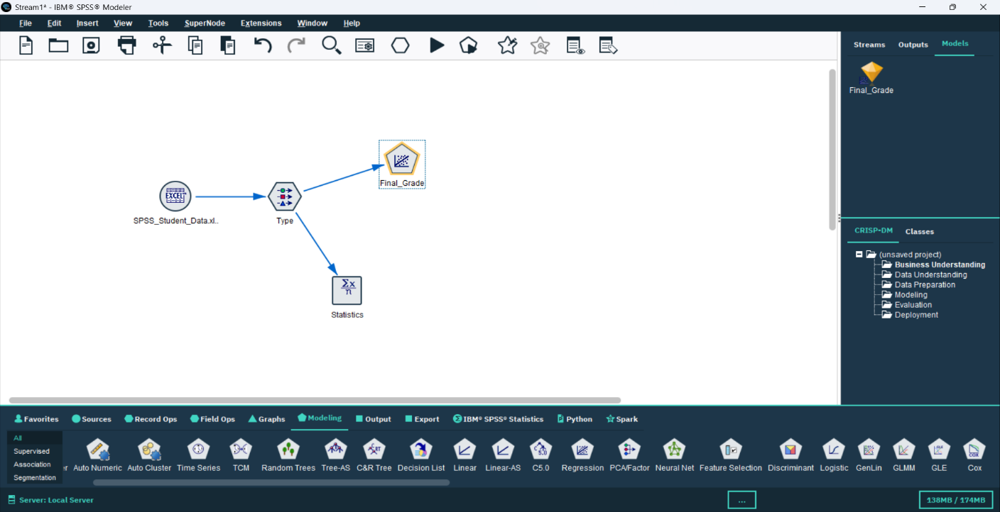 Stream1* - IBM® SPSS® Modeler
File Edit Insert View Tools SuperNode Extensions Window Help
Streams Outputs Models
Final_Grade
Final_Grade
EXCEL
SPSS_Student_Data.xl..
Type
Σx
n
Statistics
CRISP-DM Classes
(unsaved project)
Business Understanding
Data Understanding
Data Preparation
Modeling
Evaluation
Deployment
Favorites Sources Record Ops Field Ops Graphs Modeling Output Export IBM® SPSS® Statistics Python Spark
All
Supervised
Association
Segmentation
er Auto Numeric Auto Cluster Time Series TCM Random Trees Tree-AS C&R Tree Decision List Linear Linear-AS C5.0 Regression PCA/Factor Neural Net Feature Selection Discriminant Logistic GenLin GLMM GLE Cox
Server: Local Server
...
138MB / 174MB